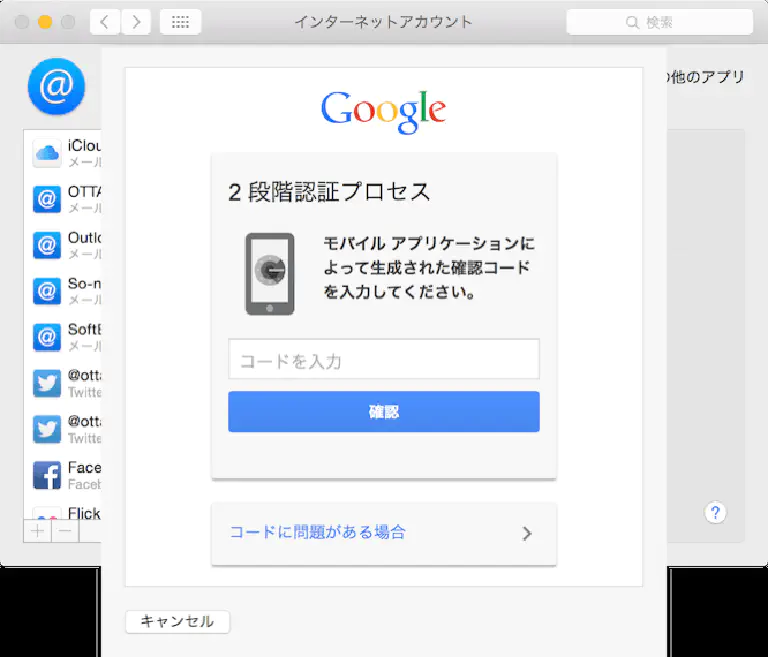 インターネットアカウント
検索
の他のアプリ
Google
iClou
メール
OTTA
メール
Outlo
メール
So-n
メール
SoftB
メール
@otta
Twitte
@otta
Twitte
Face
Faceb
Flick
2 段階認証プロセス
モバイル アプリケーションに
よって生成された確認コード
を入力してください。
コードを入力
確認
コードに問題がある場合
キャンセル